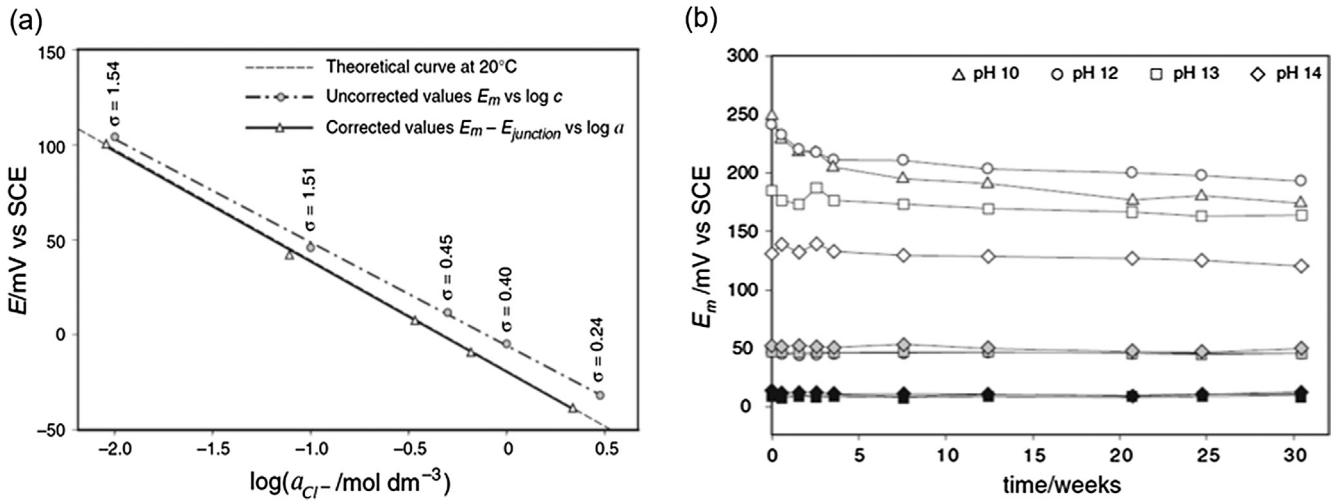 (a)
150
100
50
0
−50
E/mV vs SCE
−2.0 −1.5 −1.0 −0.5 0 0.5
log(aCl− /mol dm−3)
Theoretical curve at 20°C
Uncorrected values Em vs log c
Corrected values Em − Ejunction vs log a
σ = 1.54
σ = 1.51
σ = 0.45
σ = 0.40
σ = 0.24
(b)
300
250
200
150
100
50
0
Em /mV vs SCE
0 5 10 15 20 25 30
time/weeks
pH 10 pH 12 pH 13 pH 14